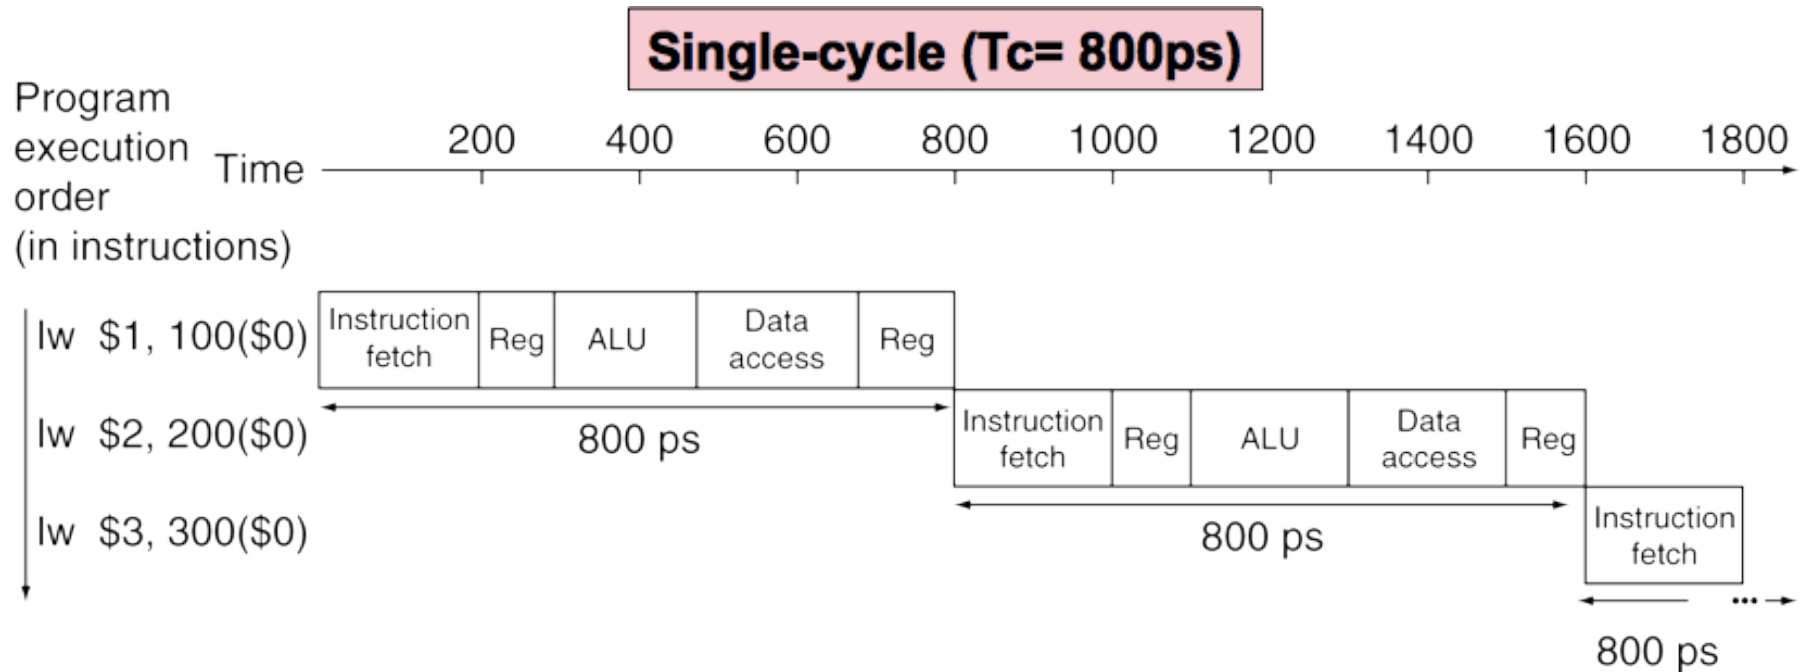 Single-cycle (Tc= 800ps)
Program
execution
order
(in instructions)
Time
200 400 600 800 1000 1200 1400 1600 1800
lw $1, 100($0)
Instruction
fetch
Reg
ALU
Data
access
Reg
800 ps
lw $2, 200($0)
Instruction
fetch
Reg
ALU
Data
access
Reg
800 ps
lw $3, 300($0)
Instruction
fetch
...
800 ps